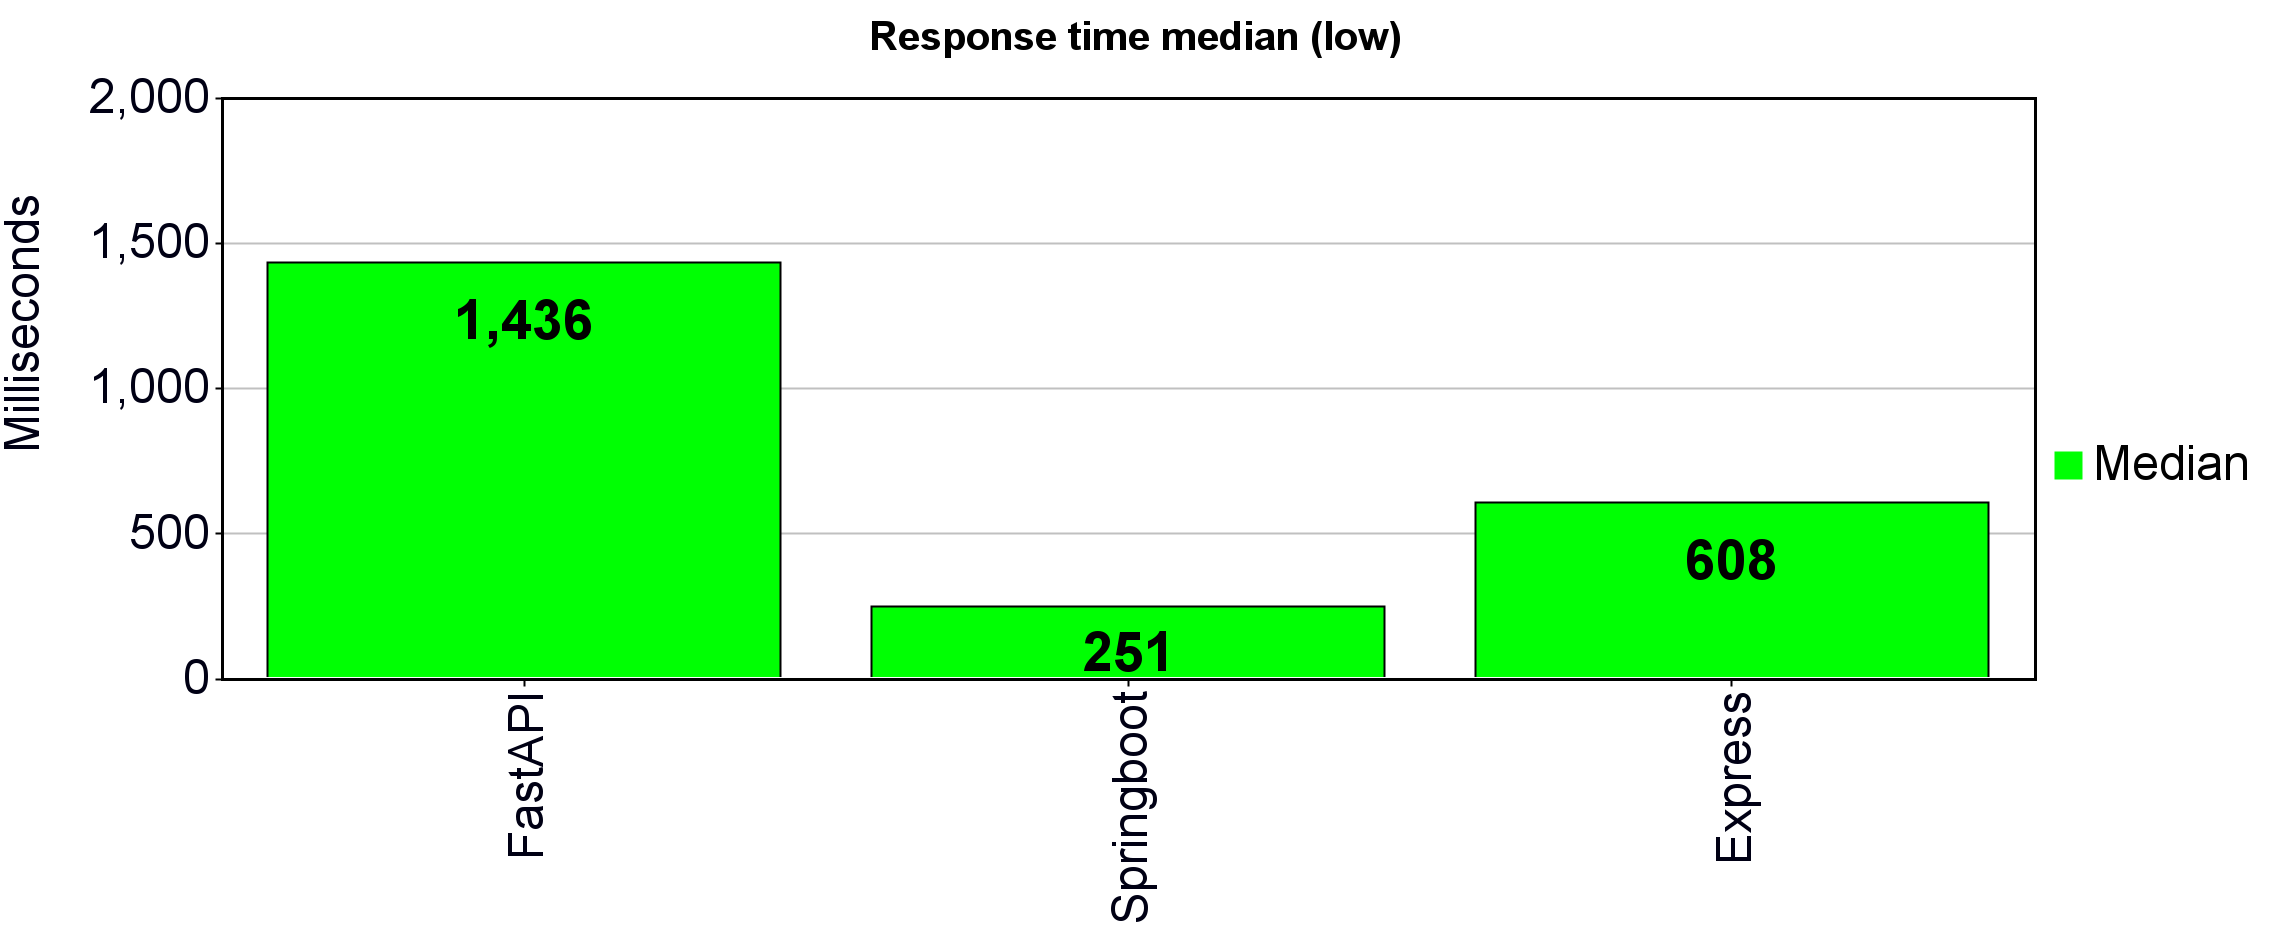 Response time median (low)
Milliseconds
2,000
1,500
1,000
500
0
1,436
251
608
FastAPI
Springboot
Express
Median